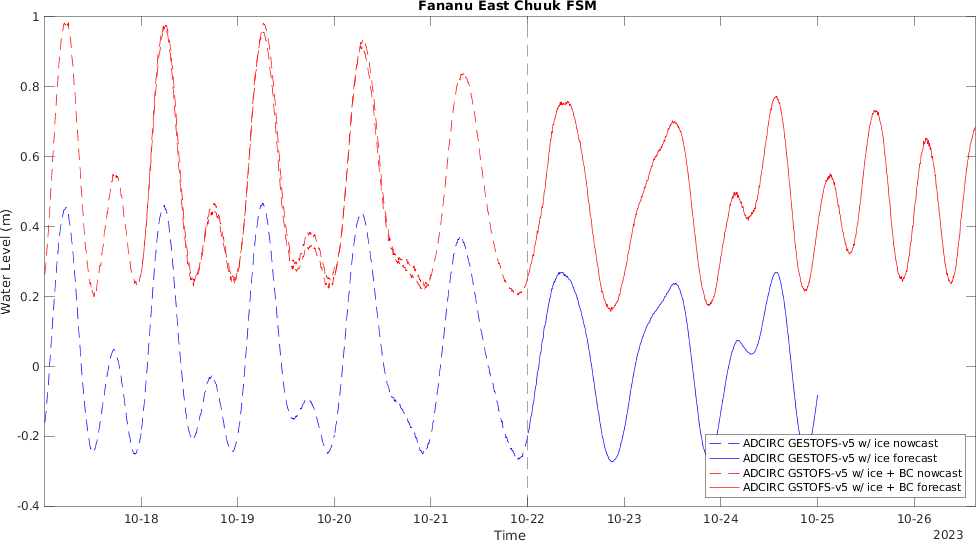 Fananu East Chuuk FSM
Water Level (m)
1
0.8
0.6
0.4
0.2
0
-0.2
-0.4
ADCIRC GESTOFS-v5 w/ ice nowcast
ADCIRC GESTOFS-v5 w/ ice forecast
ADCIRC GSTOFS-v5 w/ ice + BC nowcast
ADCIRC GSTOFS-v5 w/ ice + BC forecast
10-18 10-19 10-20 10-21 10-22 10-23 10-24 10-25 10-26
Time
2023